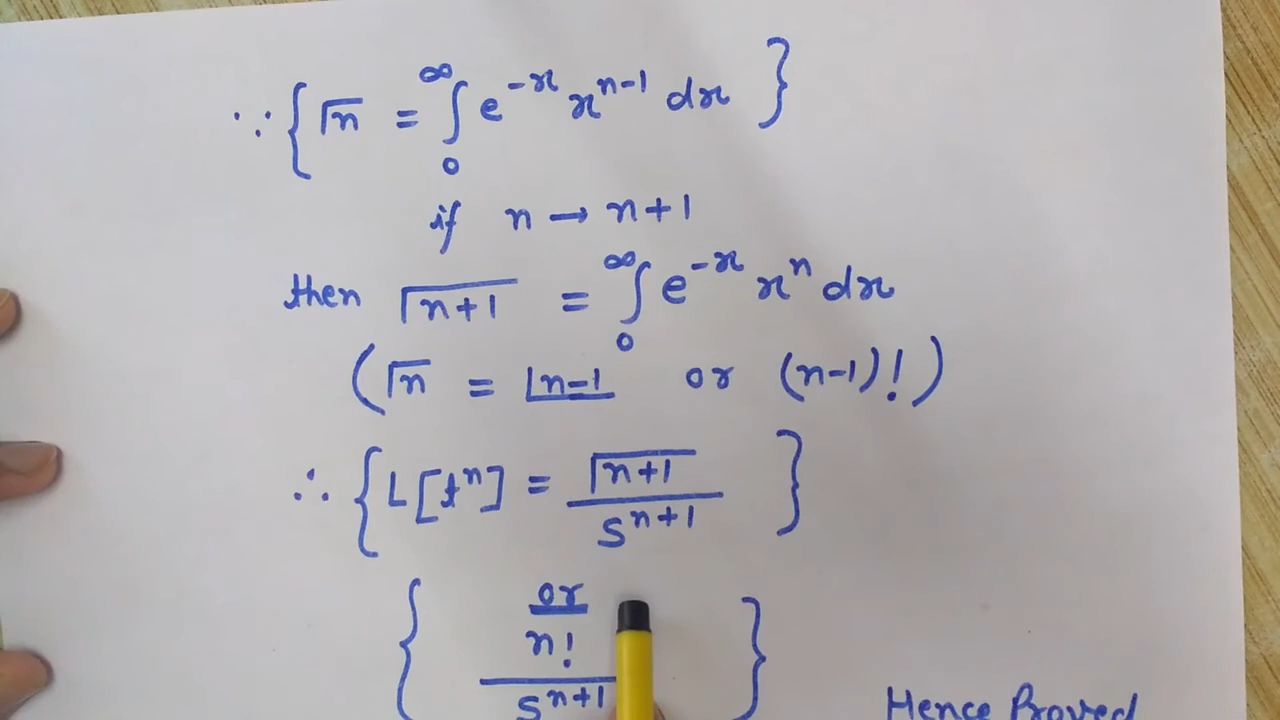 ∵ { Γn = ∫₀^∞ e^{-x} x^{n-1} dx }
if n → n+1
then Γn+1 = ∫₀^∞ e^{-x} x^n dx
( Γn = |n-1 or (n-1)! )
∴ { L[t^n] = Γn+1 / s^{n+1} }
{ or
n! / s^{n+1} }
Hence Proved